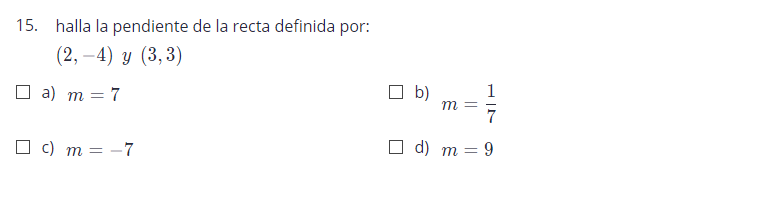 15. halla la pendiente de la recta definida por:
(2, −4) y (3, 3)
a) m = 7
b) m = 1/7
c) m = −7
d) m = 9